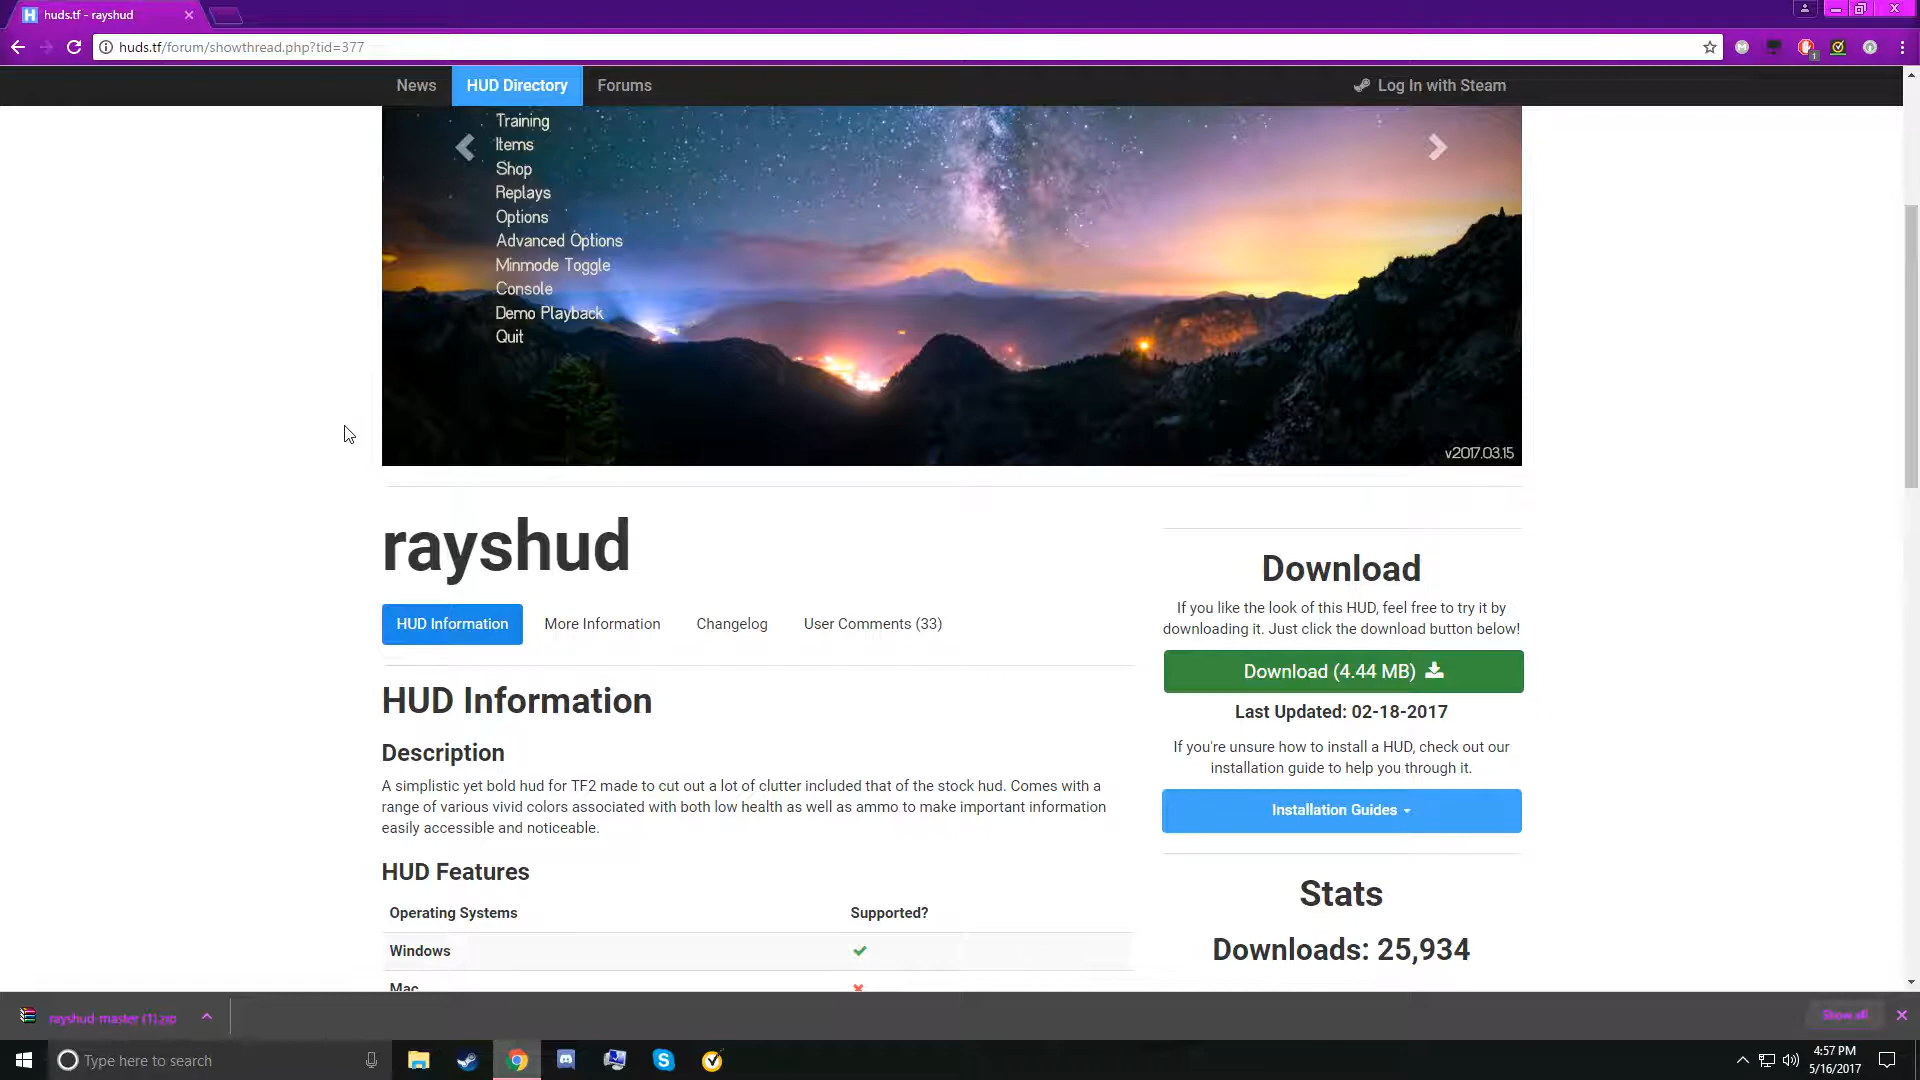 huds.tf - rayshud
huds.tf/forum/showthread.php?tid=377
News
HUD Directory
Forums
Log In with Steam
Training
Items
Shop
Replays
Options
Advanced Options
Minmode Toggle
Console
Demo Playback
Quit
v2017.03.15
rayshud
HUD Information
More Information
Changelog
User Comments (33)
HUD Information
Description
A simplistic yet bold hud for TF2 made to cut out a lot of clutter included that of the stock hud. Comes with a
range of various vivid colors associated with both low health as well as ammo to make important information
easily accessible and noticeable.
HUD Features
Operating Systems
Supported?
Windows
Mac
Download
If you like the look of this HUD, feel free to try it by
downloading it. Just click the download button below!
Download (4.44 MB)
Last Updated: 02-18-2017
If you're unsure how to install a HUD, check out our
installation guide to help you through it.
Installation Guides
Stats
Downloads: 25,934
rayshud-master (1).zip
Show all
Type here to search
4:57 PM
5/16/2017